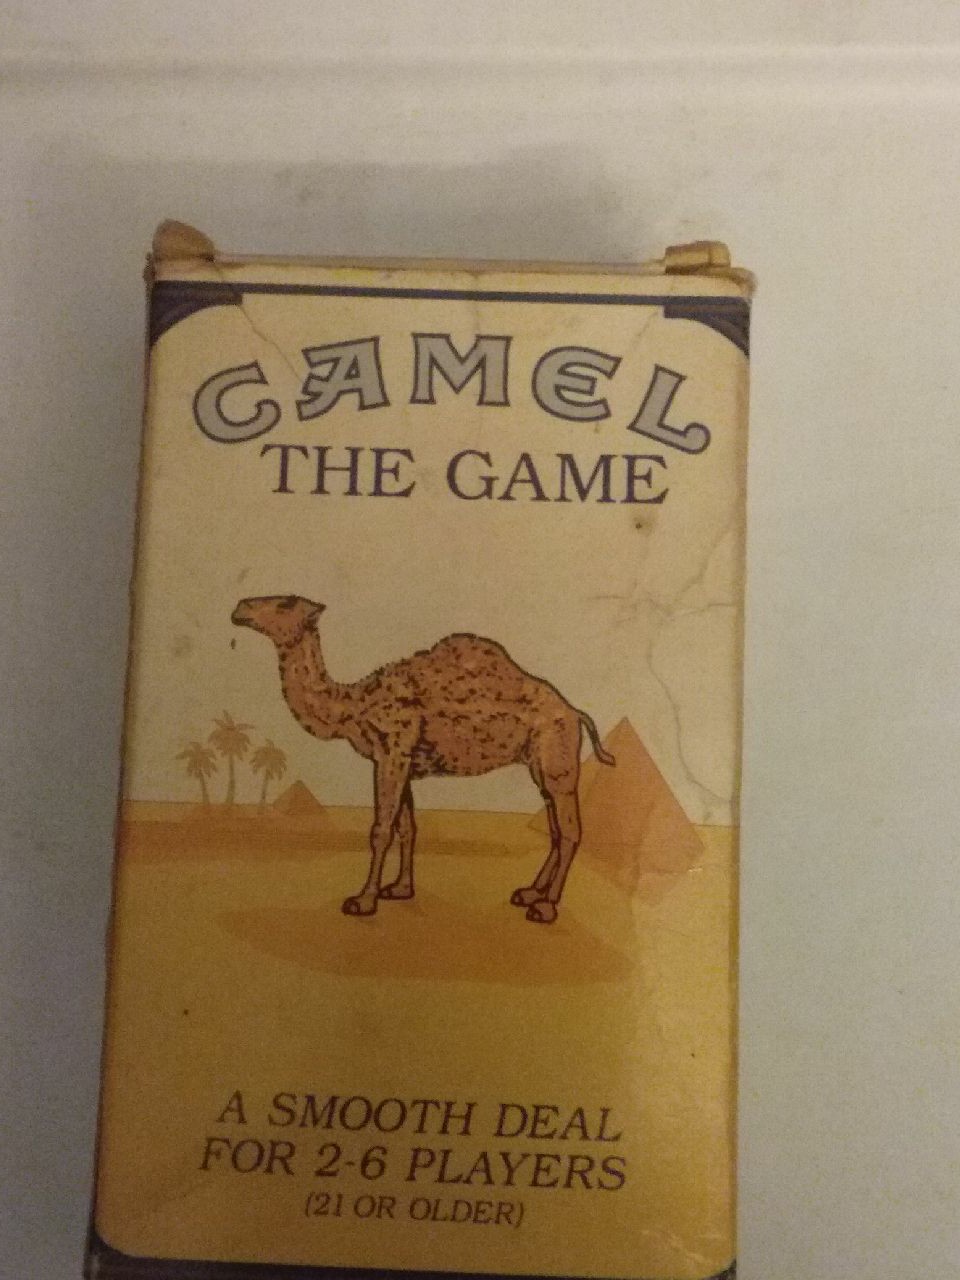 CAMEL
THE GAME
A SMOOTH DEAL
FOR 2-6 PLAYERS
(21 OR OLDER)